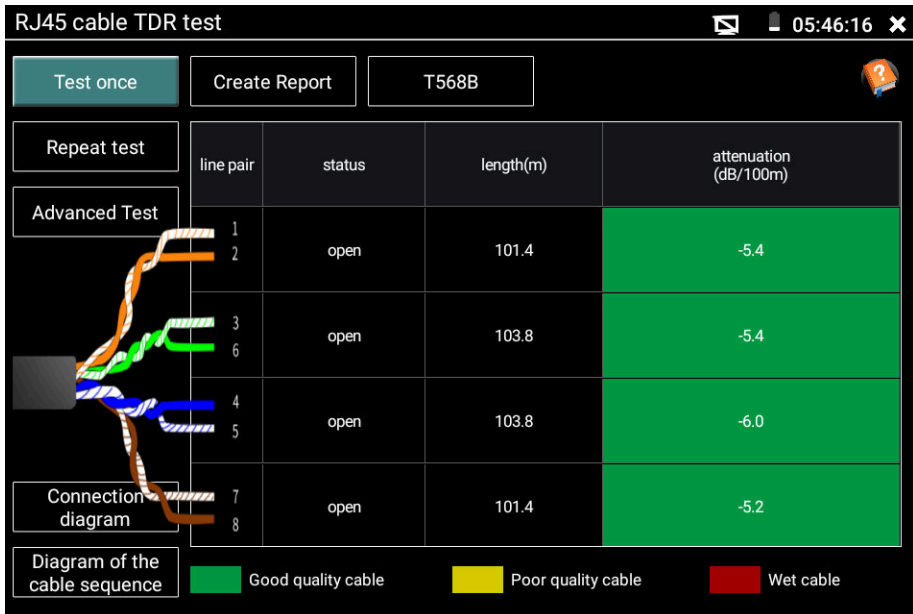 RJ45 cable TDR test
05:46:16
Test once
Create Report
T568B
?
Repeat test
Advanced Test
line pair
status
length(m)
attenuation
(dB/100m)
1
2
open
101.4
-5.4
3
6
open
103.8
-5.4
4
5
open
103.8
-6.0
7
8
open
101.4
-5.2
Connection
diagram
Diagram of the
cable sequence
Good quality cable
Poor quality cable
Wet cable